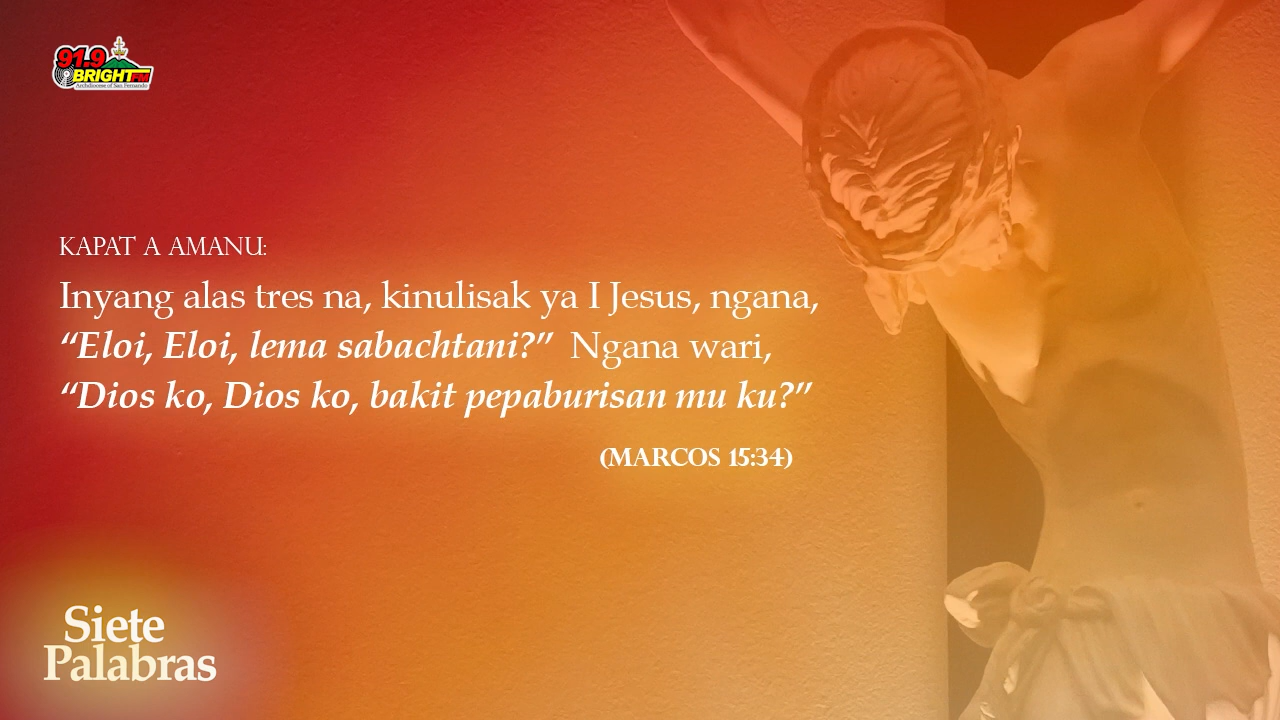 91.9
BRIGHT FM
Archdiocese of San Fernando
KAPAT A AMANU:
Inyang alas tres na, kinulisak ya I Jesus, ngana,
“Eloi, Eloi, lema sabachtani?” Ngana wari,
“Dios ko, Dios ko, bakit pepaburisan mu ku?”
(MARCOS 15:34)
Siete
Palabras